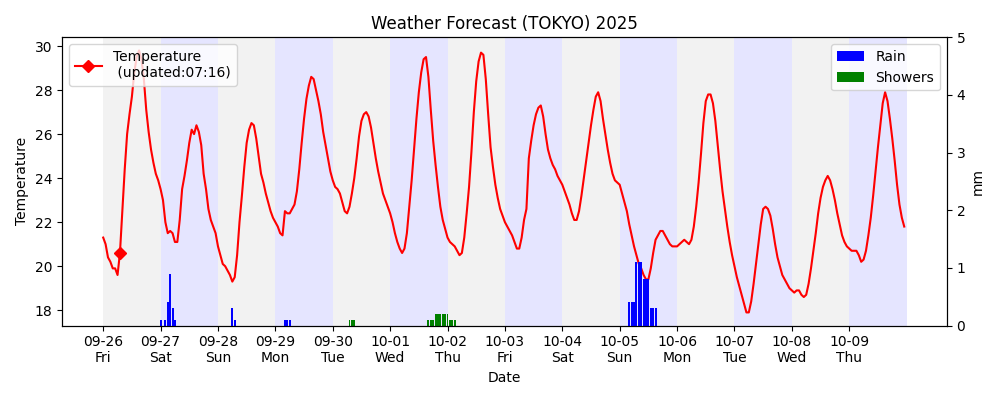 Weather Forecast (TOKYO) 2025
Temperature
(updated:07:16)
Rain
Showers
30
28
26
24
22
20
18
Temperature
5
4
3
2
1
0
mm
09-26 09-27 09-28 09-29 09-30 10-01 10-02 10-03 10-04 10-05 10-06 10-07 10-08 10-09
Fri Sat Sun Mon Tue Wed Thu Fri Sat Sun Mon Tue Wed Thu
Date